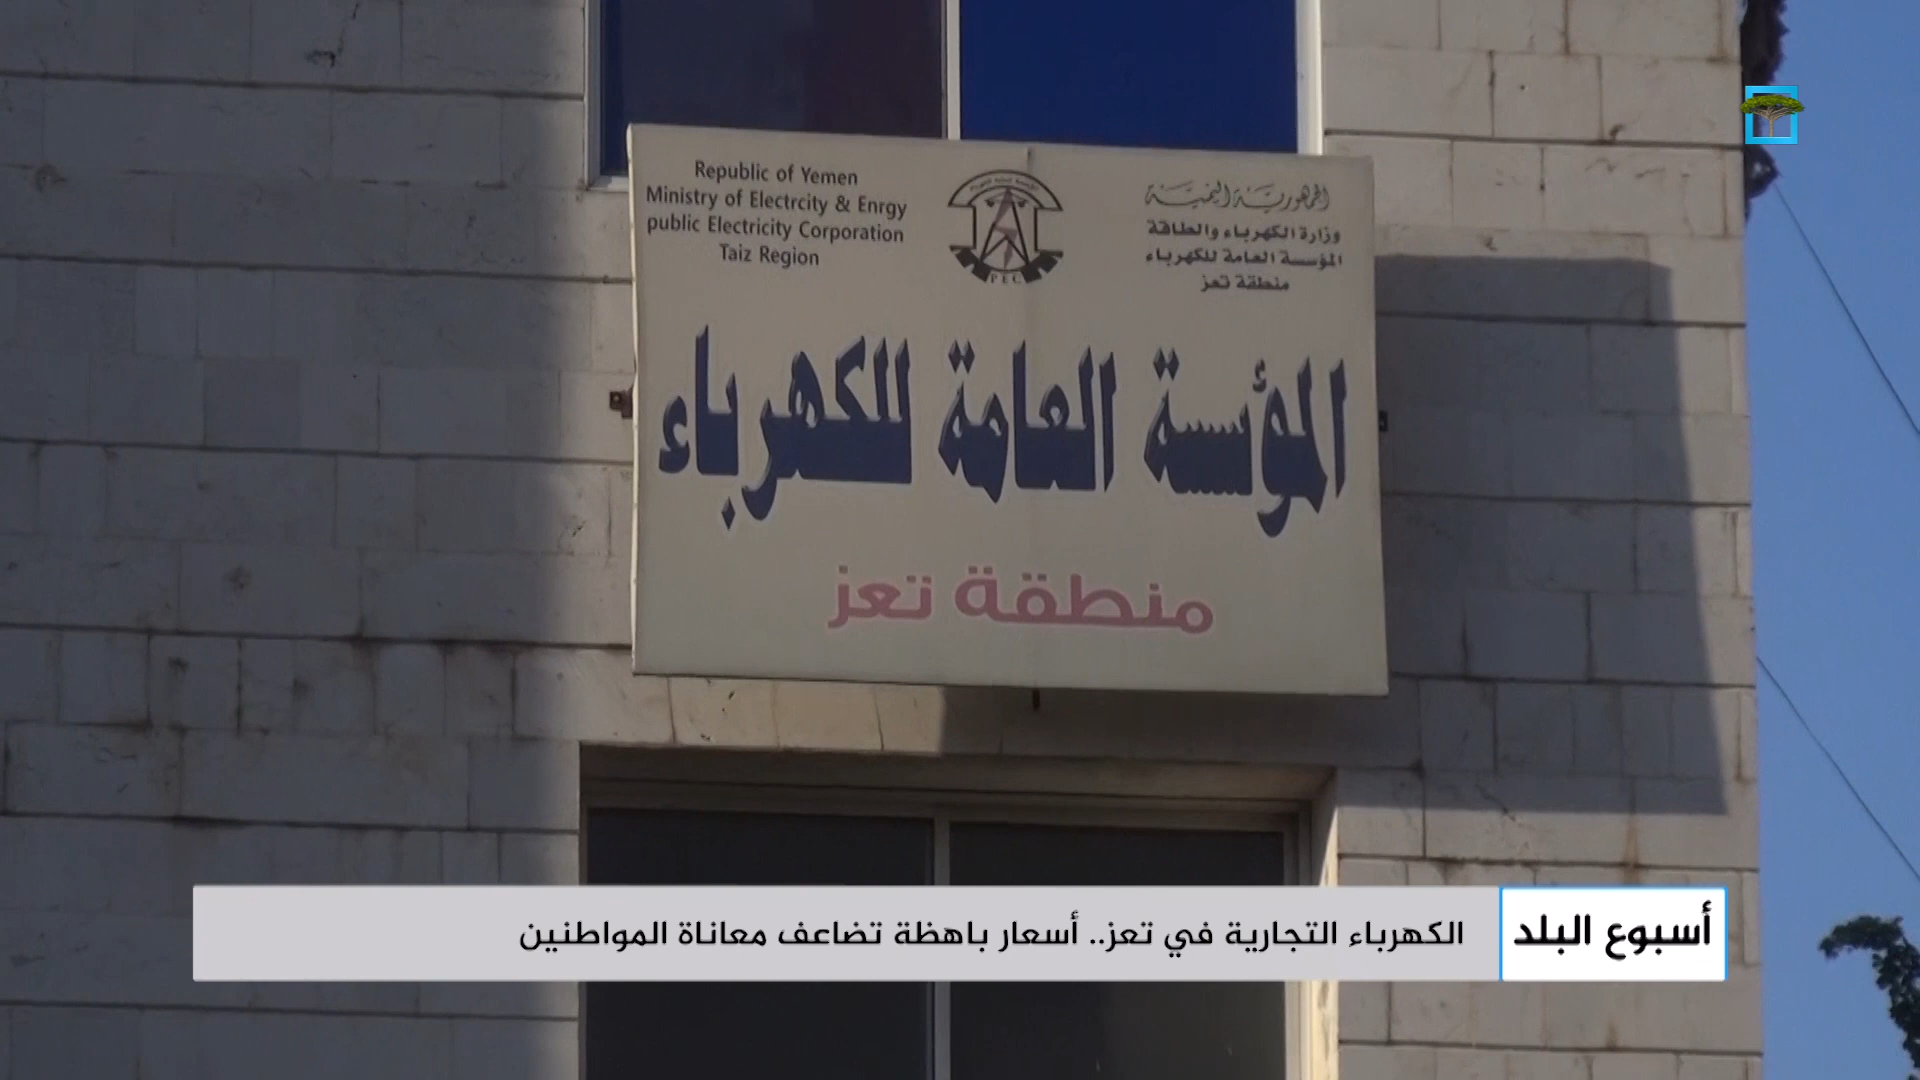 Republic of Yemen
Ministry of Electrcity & Enrgy
public Electricity Corporation
Taiz Region
PEC
الجمهورية اليمنية
وزارة الكهرباء والطاقة
المؤسسة العامة للكهرباء
منطقة تعز
المؤسسة العامة للكهرباء
منطقة تعز
أسبوع البلد
الكهرباء التجارية في تعز.. أسعار باهظة تضاعف معاناة المواطنين